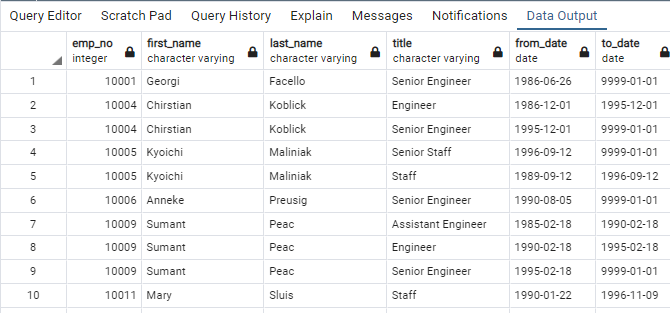 Query Editor Scratch Pad Query History Explain Messages Notifications Data Output
emp_no first_name last_name title from_date to_date
integer character varying character varying character varying date date
1 10001 Georgi Facello Senior Engineer 1986-06-26 9999-01-01
2 10004 Chirstian Koblick Engineer 1986-12-01 1995-12-01
3 10004 Chirstian Koblick Senior Engineer 1995-12-01 9999-01-01
4 10005 Kyoichi Maliniak Senior Staff 1996-09-12 9999-01-01
5 10005 Kyoichi Maliniak Staff 1989-09-12 1996-09-12
6 10006 Anneke Preusig Senior Engineer 1990-08-05 9999-01-01
7 10009 Sumant Peac Assistant Engineer 1985-02-18 1990-02-18
8 10009 Sumant Peac Engineer 1990-02-18 1995-02-18
9 10009 Sumant Peac Senior Engineer 1995-02-18 9999-01-01
10 10011 Mary Sluis Staff 1990-01-22 1996-11-09